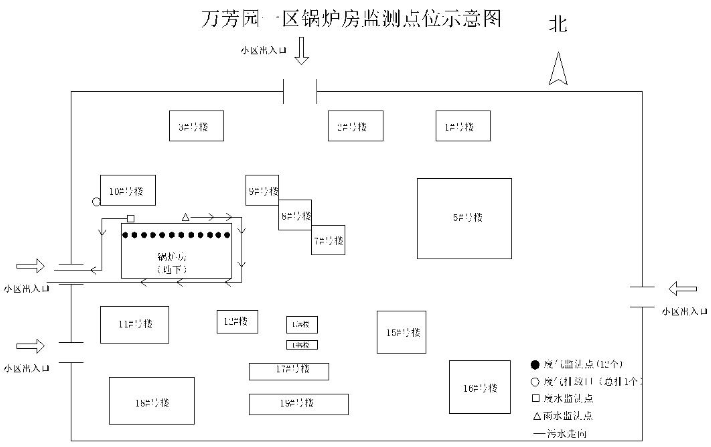 万芳园一区锅炉房监测点位示意图
北
小区出入口
3#号楼
2#号楼
1#号楼
10#号楼
9#号楼
8#号楼
7#号楼
锅炉房
（地下）
小区出入口
小区出入口
11#号楼
12#楼
15#号楼
小区出入口
17#号楼
16#号楼
18#号楼
19#号楼
废气监测点(12个)
废气排放口（总排1个）
废水监测点
雨水监测点
污水走向